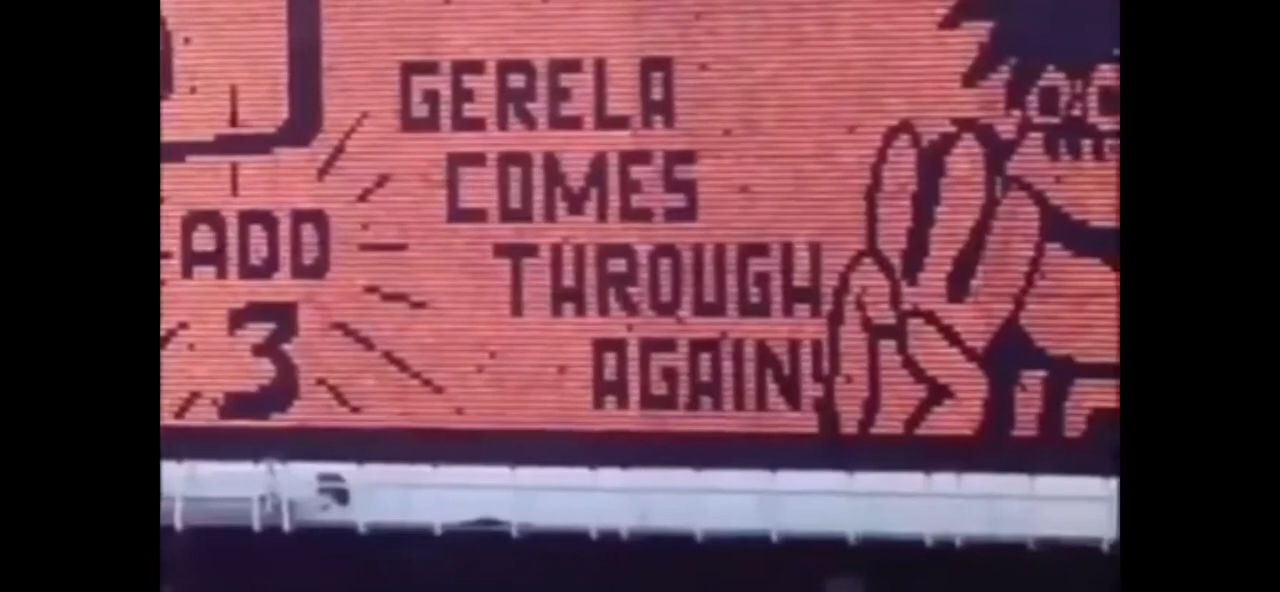 GERELA
COMES
THROUGH
AGAIN!
ADD
3